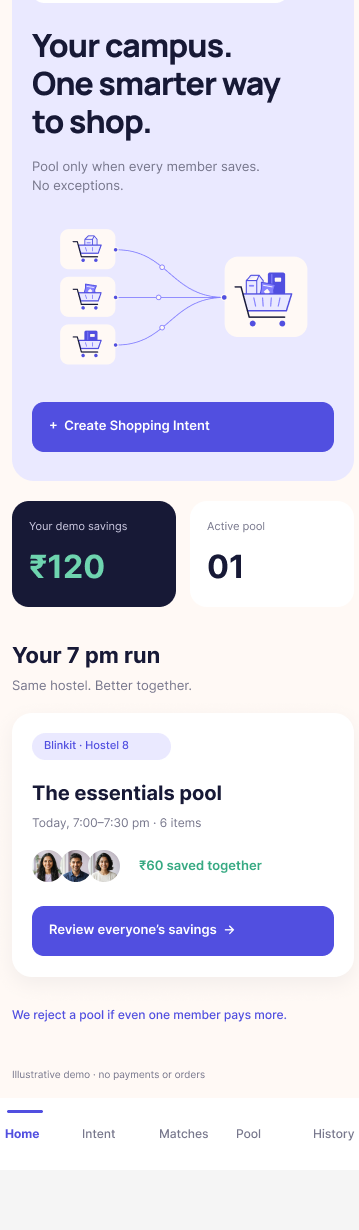 Your campus.
One smarter way
to shop.
Pool only when every member saves.
No exceptions.
+ Create Shopping Intent
Your demo savings
₹120
Active pool
01
Your 7 pm run
Same hostel. Better together.
Blinkit · Hostel 8
The essentials pool
Today, 7:00–7:30 pm · 6 items
₹60 saved together
Review everyone’s savings →
We reject a pool if even one member pays more.
Illustrative demo · no payments or orders
Home Intent Matches Pool History